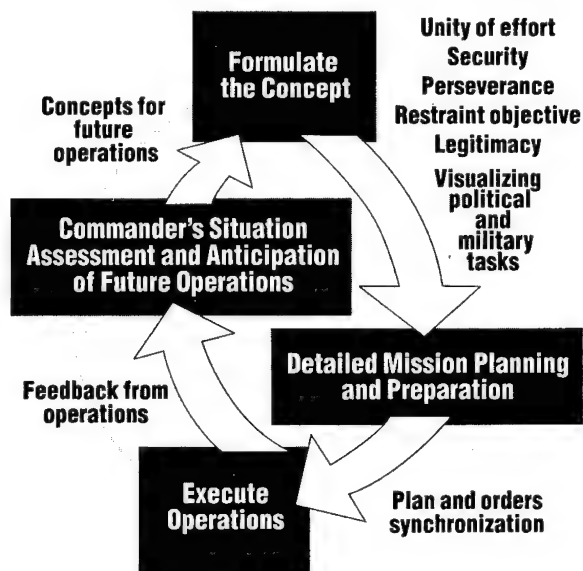 Formulate
the Concept
Unity of effort
Security
Perseverance
Restraint objective
Legitimacy
Visualizing
political
and
military
tasks
Concepts for
future
operations
Commander's Situation
Assessment and Anticipation
of Future Operations
Detailed Mission Planning
and Preparation
Feedback from
operations
Execute
Operations
Plan and orders
synchronization